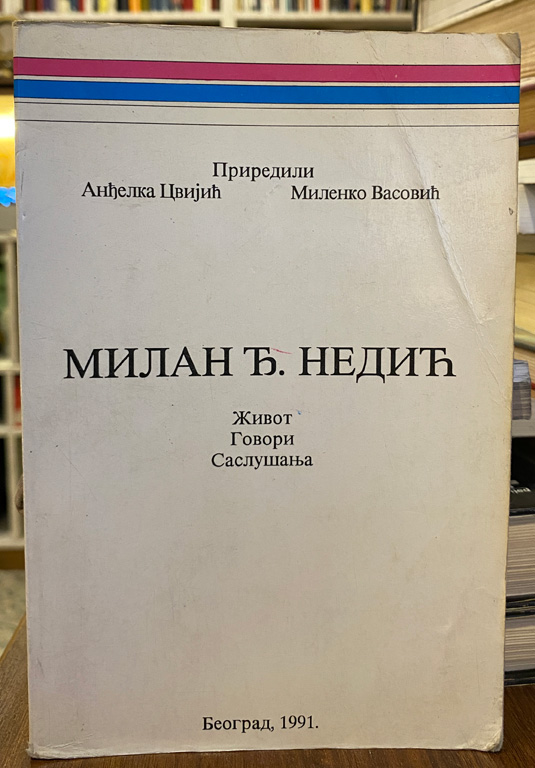 Приредили
Анђелка Цвијић Миленко Васовић
МИЛАН Ђ. НЕДИЋ
Живот
Говори
Саслушања
Београд, 1991.